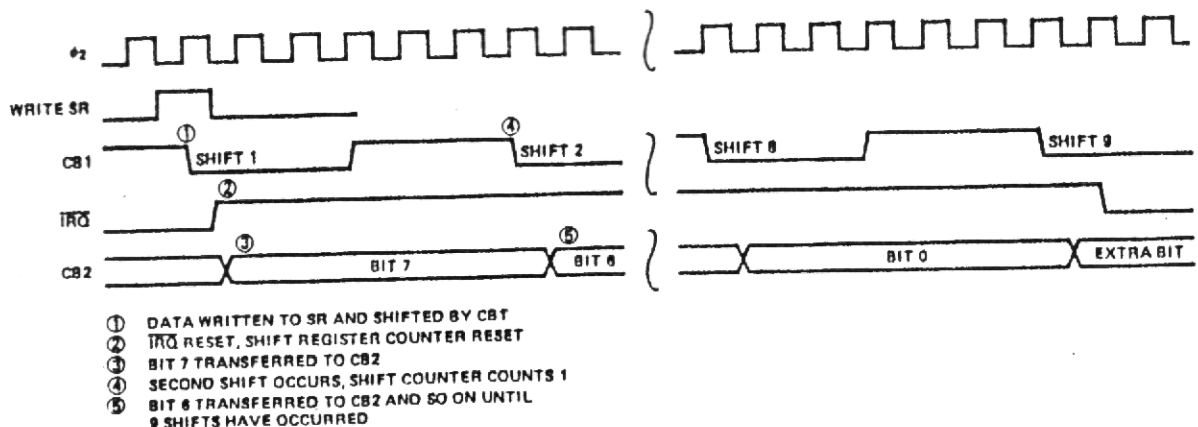 φ2
WRITE SR
① ④
CB1 SHIFT 1 SHIFT 2 SHIFT 8 SHIFT 9
②
IRQ
③ ⑤
CB2 BIT 7 BIT 6 BIT 0 EXTRA BIT
① DATA WRITTEN TO SR AND SHIFTED BY CB1
② IRQ RESET, SHIFT REGISTER COUNTER RESET
③ BIT 7 TRANSFERRED TO CB2
④ SECOND SHIFT OCCURS, SHIFT COUNTER COUNTS 1
⑤ BIT 6 TRANSFERRED TO CB2 AND SO ON UNTIL
9 SHIFTS HAVE OCCURRED